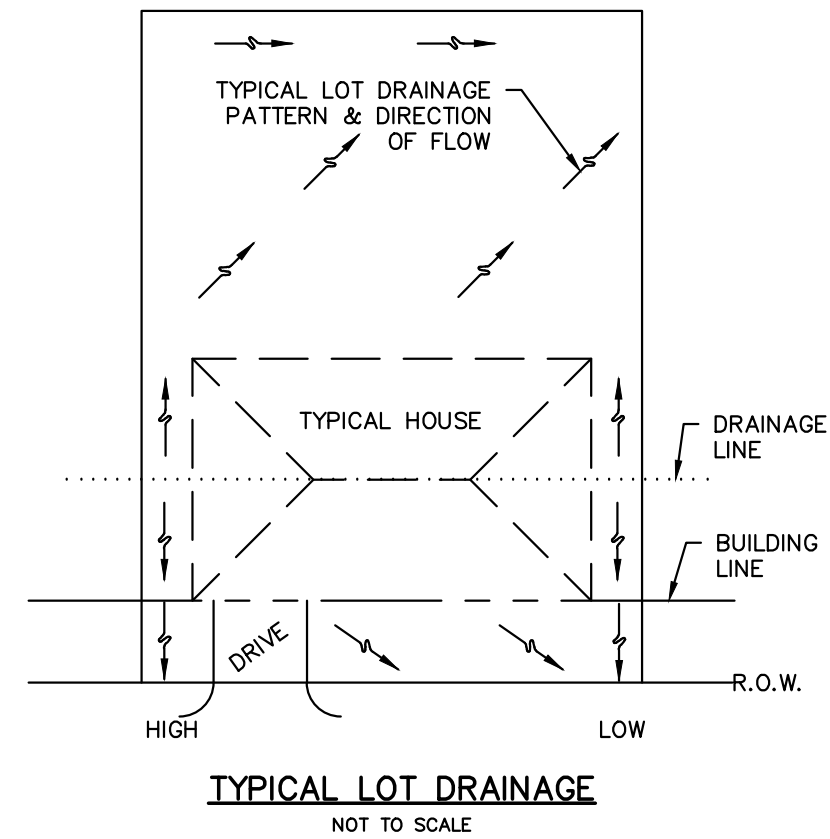 TYPICAL LOT DRAINAGE
PATTERN & DIRECTION
OF FLOW
TYPICAL HOUSE
DRAINAGE
LINE
BUILDING
LINE
DRIVE
R.O.W.
HIGH
LOW
TYPICAL LOT DRAINAGE
NOT TO SCALE